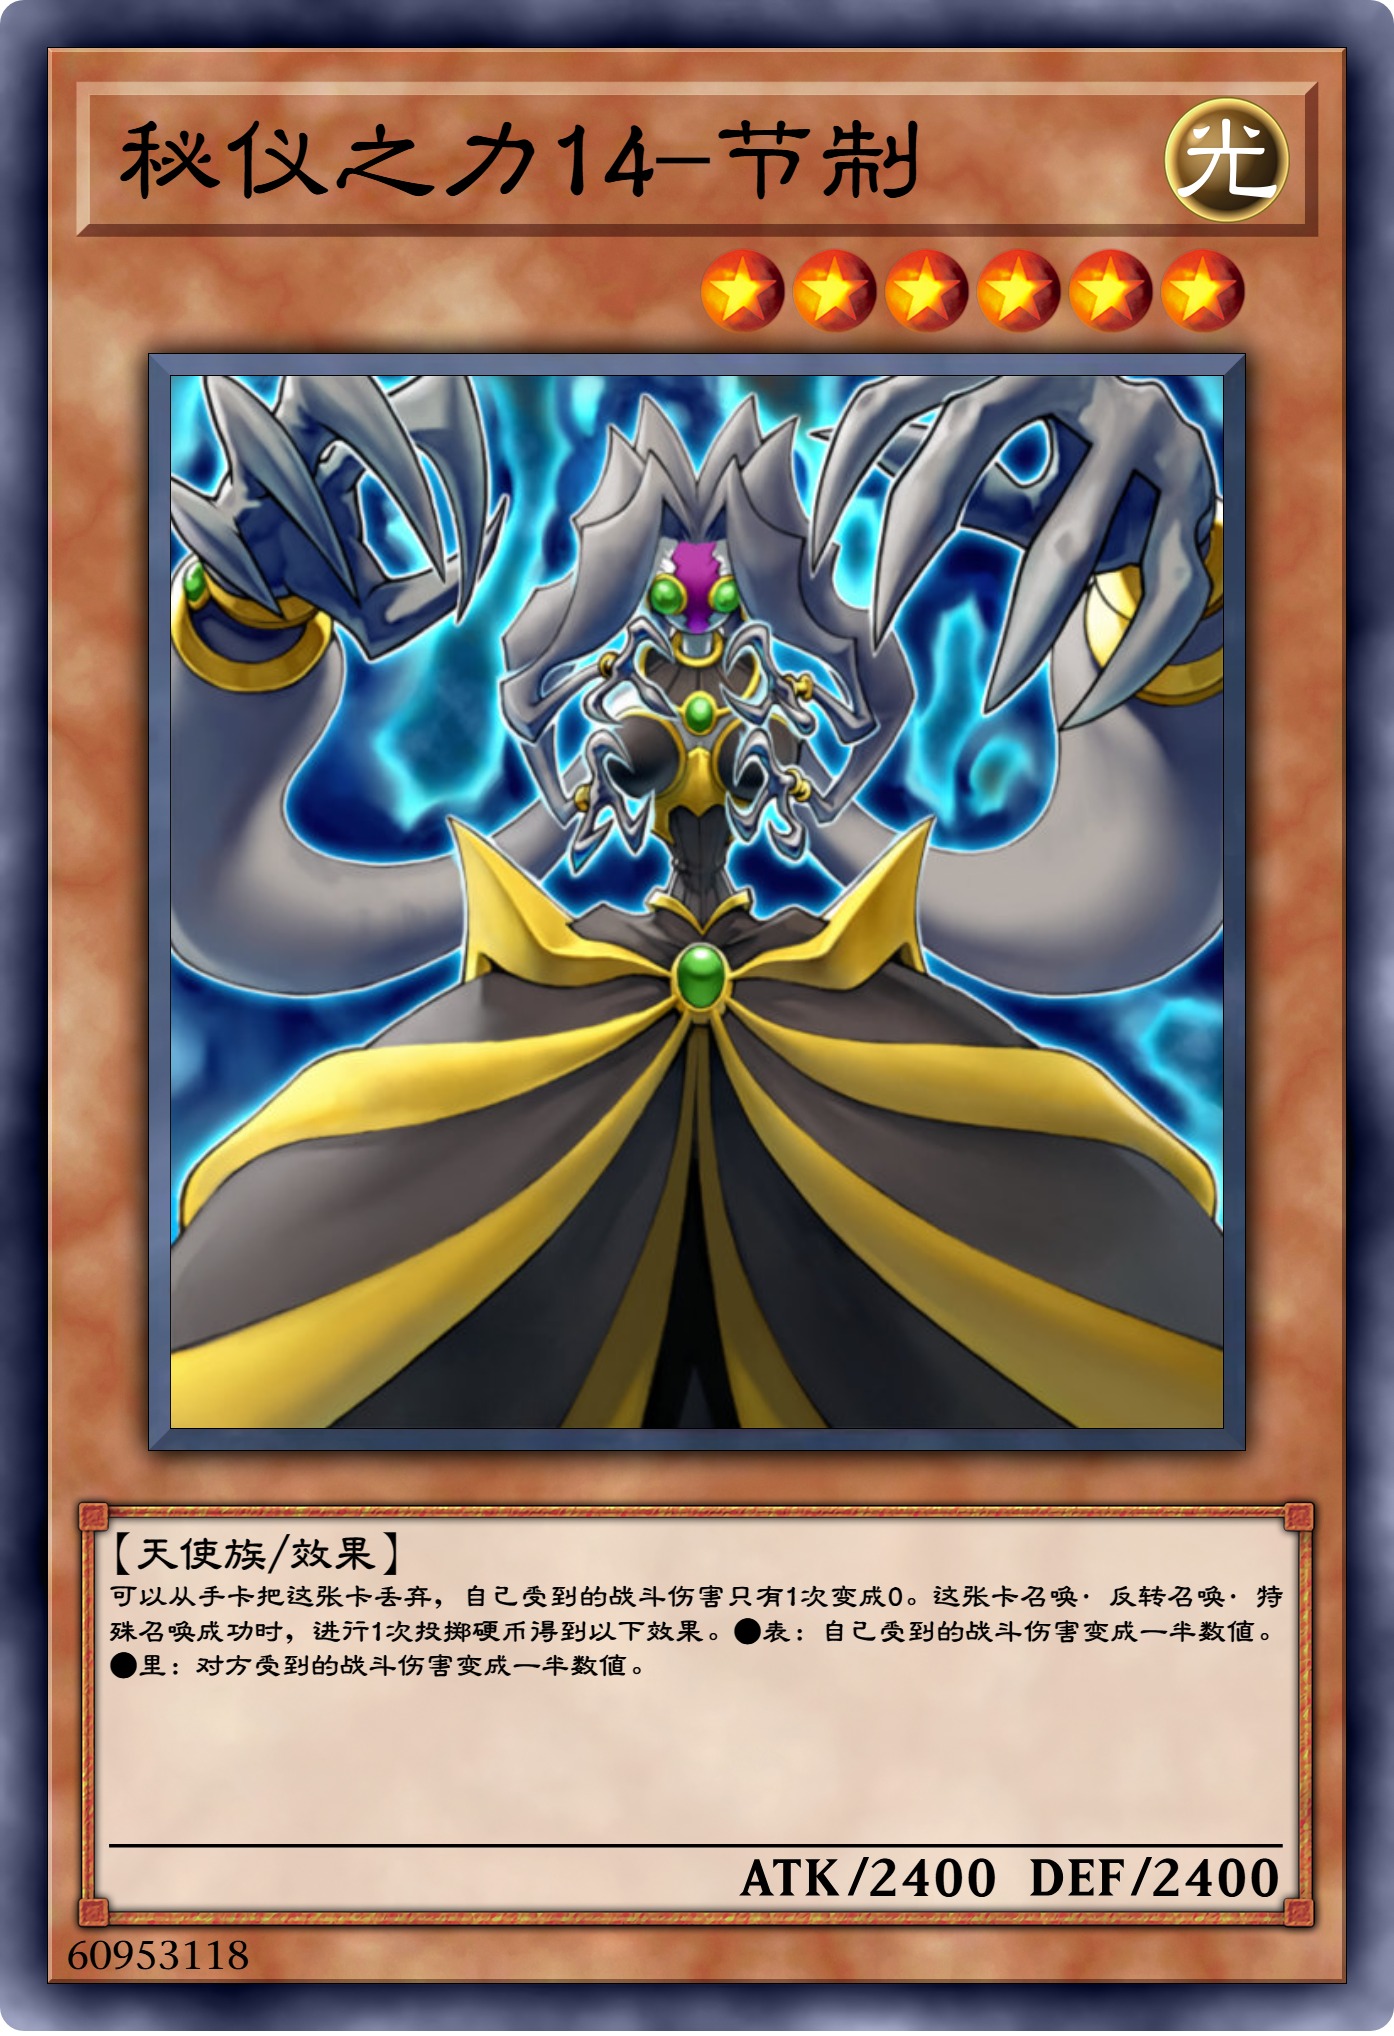 秘仪之力14-节制
光
【天使族/效果】
可以从手卡把这张卡丢弃，自己受到的战斗伤害只有1次变成0。这张卡召唤·反转召唤·特
殊召唤成功时，进行1次投掷硬币得到以下效果。●表：自己受到的战斗伤害变成一半数值。
●里：对方受到的战斗伤害变成一半数值。
ATK/2400 DEF/2400
60953118